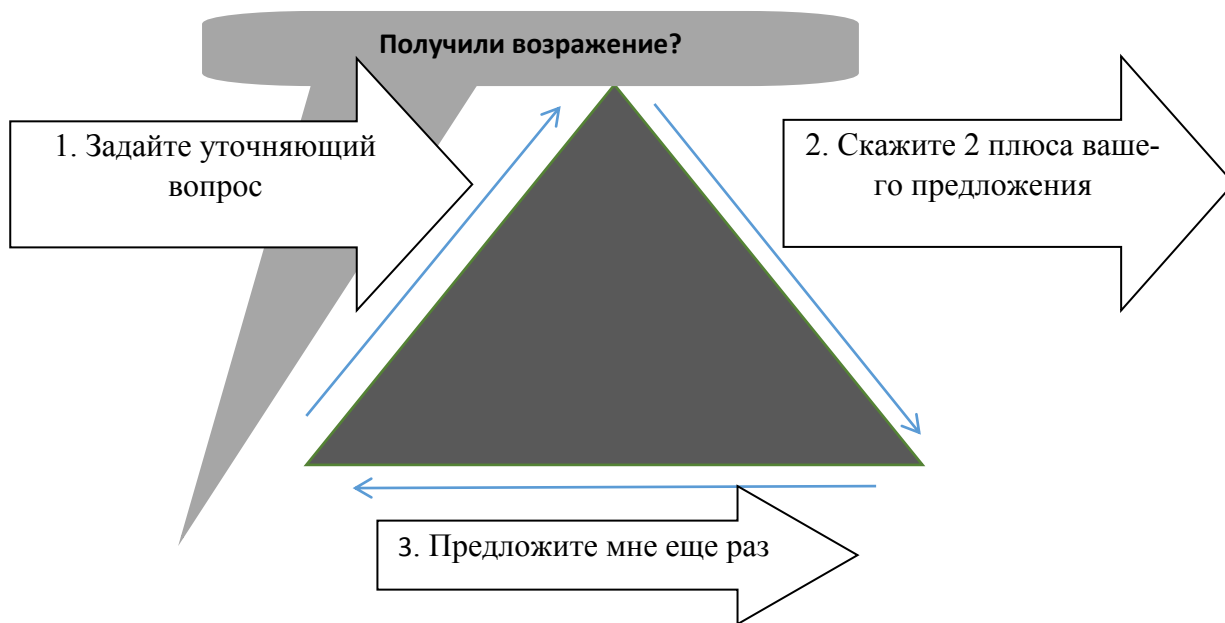 Получили возражение?
1. Задайте уточняющий
вопрос
2. Скажите 2 плюса ваше-
го предложения
3. Предложите мне еще раз